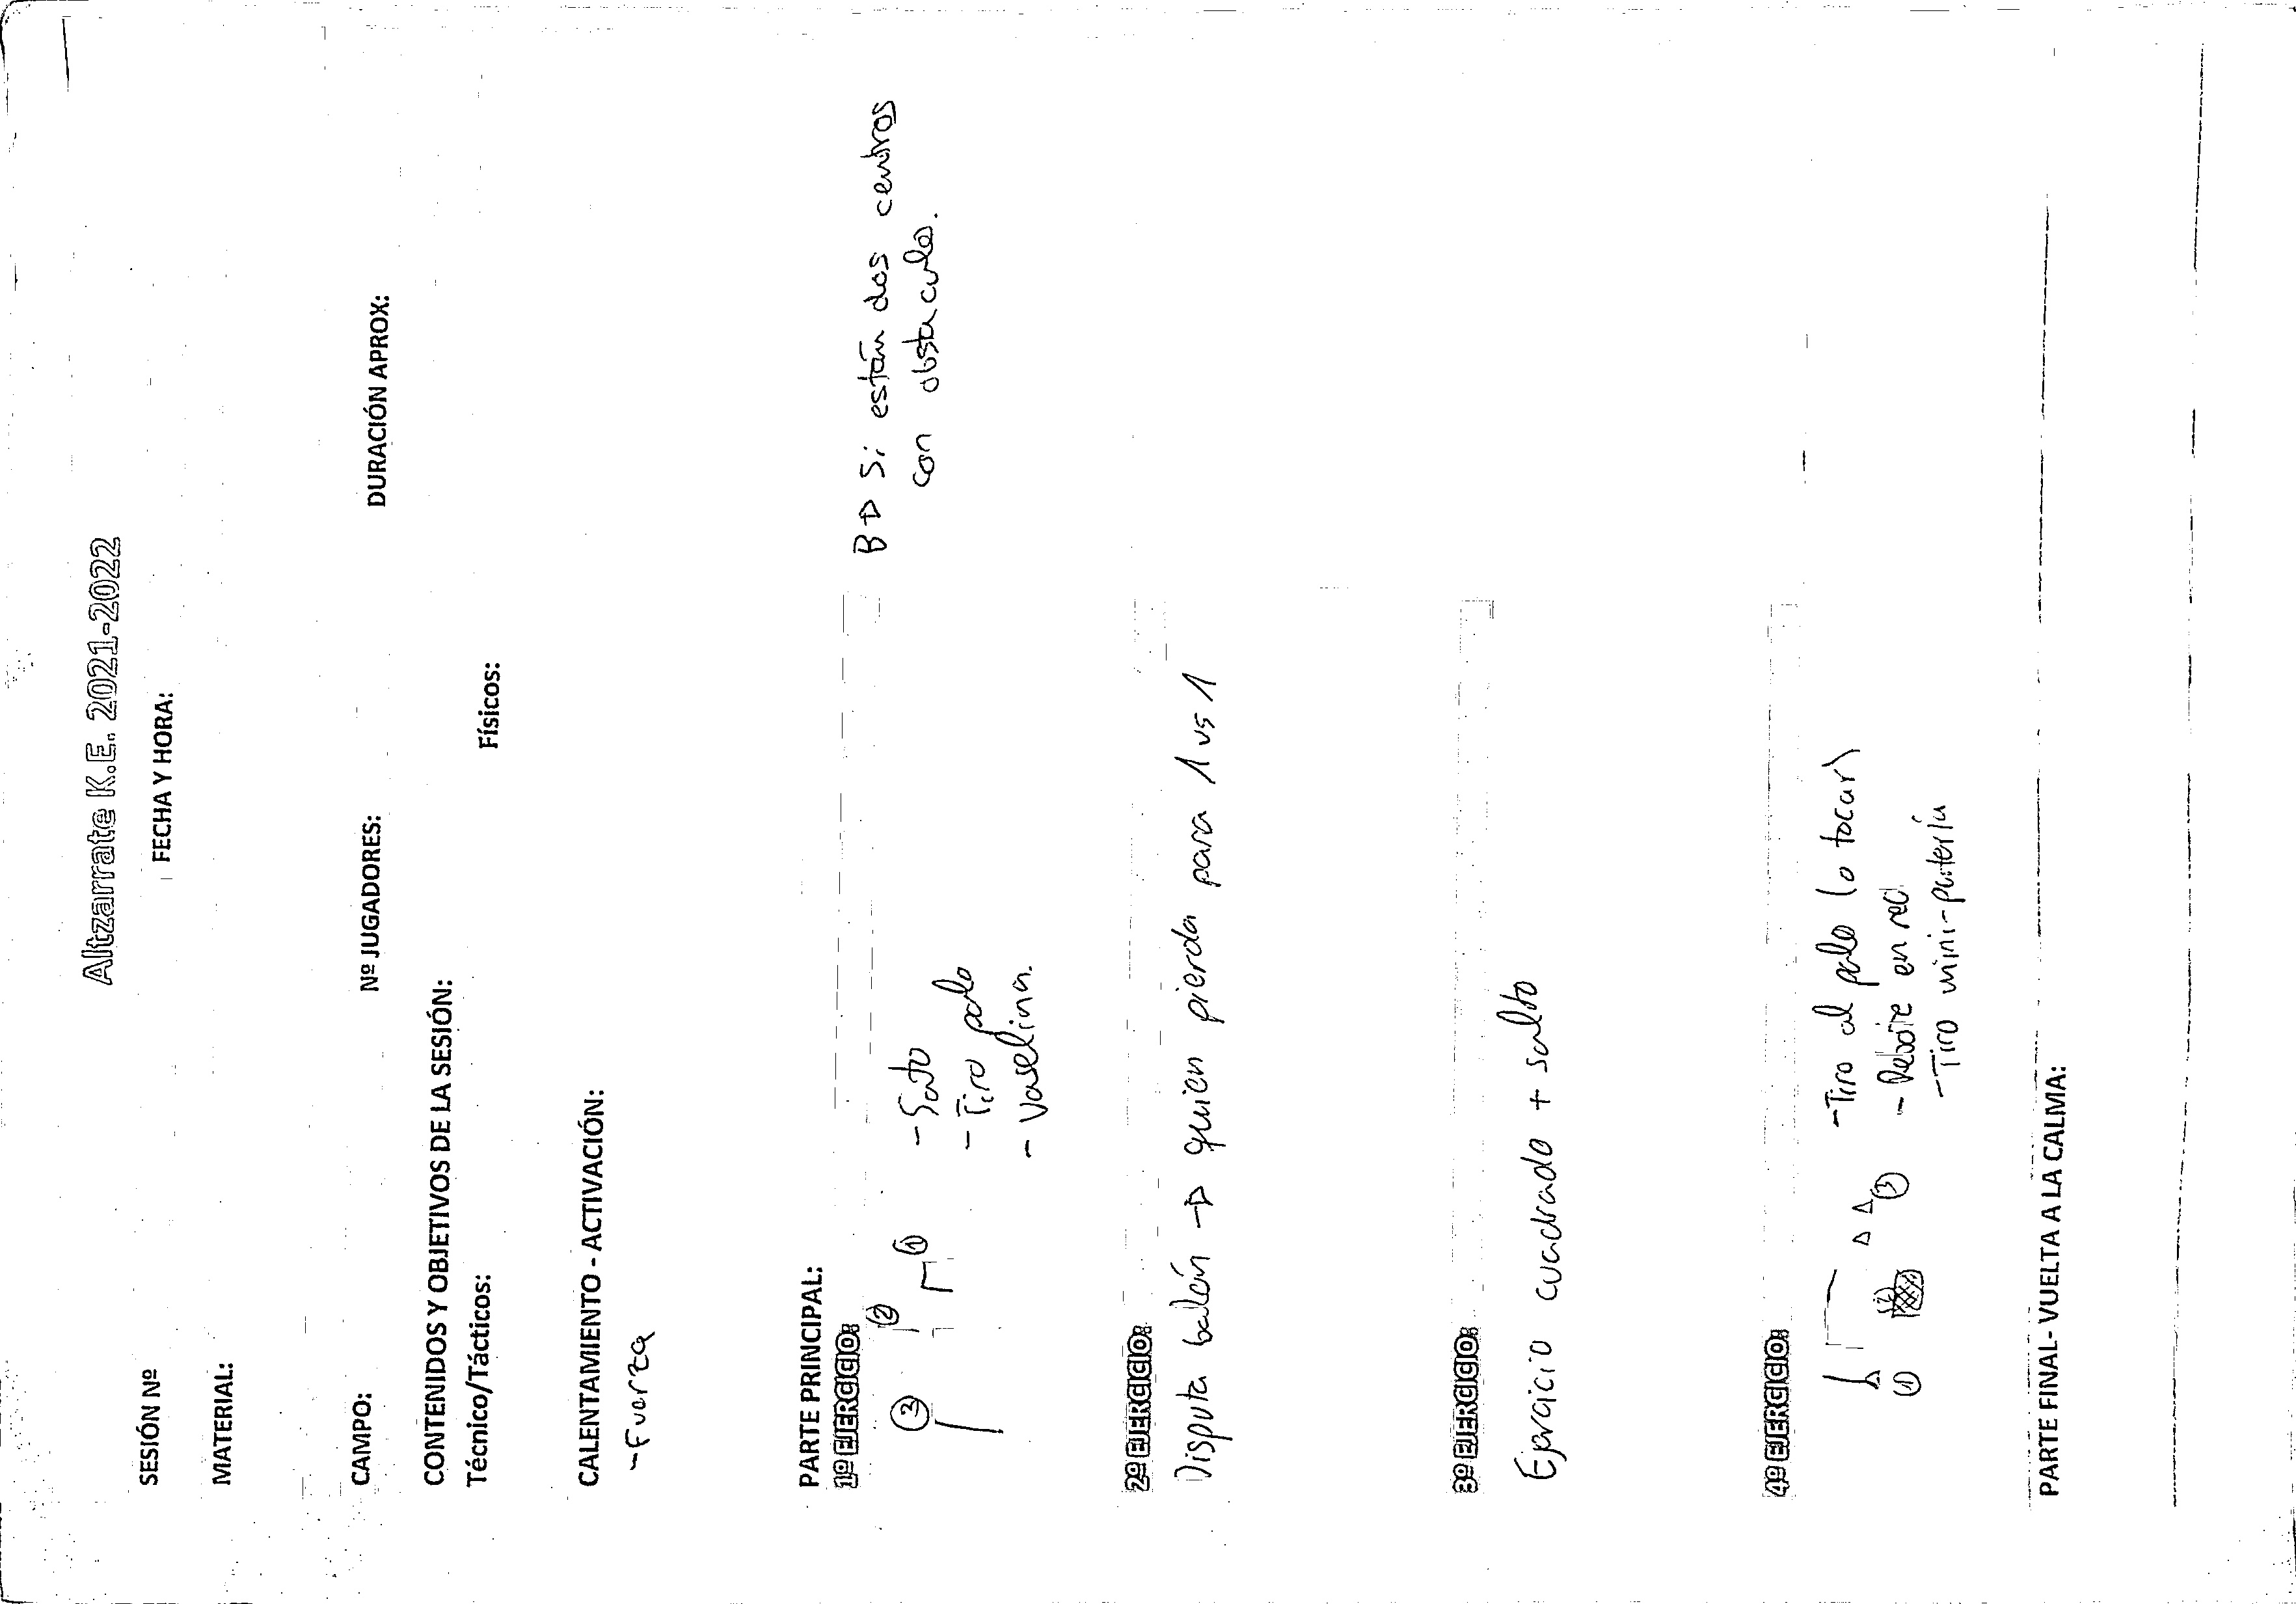 Altzarrate K.E. 2021-2022
SESIÓN Nº FECHA Y HORA:
MATERIAL:
CAMPO: Nº JUGADORES: DURACIÓN APROX:
CONTENIDOS Y OBJETIVOS DE LA SESIÓN:
Técnico/Tácticos: Físicos:
CALENTAMIENTO - ACTIVACIÓN:
- Fuerza
PARTE PRINCIPAL:
1º EJERCICIO:
B → Si están dos centros
con obstaculo.
3 2 1
- Sato
- Tiro palo
- Vaselina.
2º EJERCICIO:
Disputa balón → quien pierda para 1 vs 1
3º EJERCICIO:
Ejercicio cuadrado + salto
4º EJERCICIO:
- Tiro al palo (o tocar)
1 2 3
- Rebote en red
- Tiro mini-portería
PARTE FINAL- VUELTA A LA CALMA: